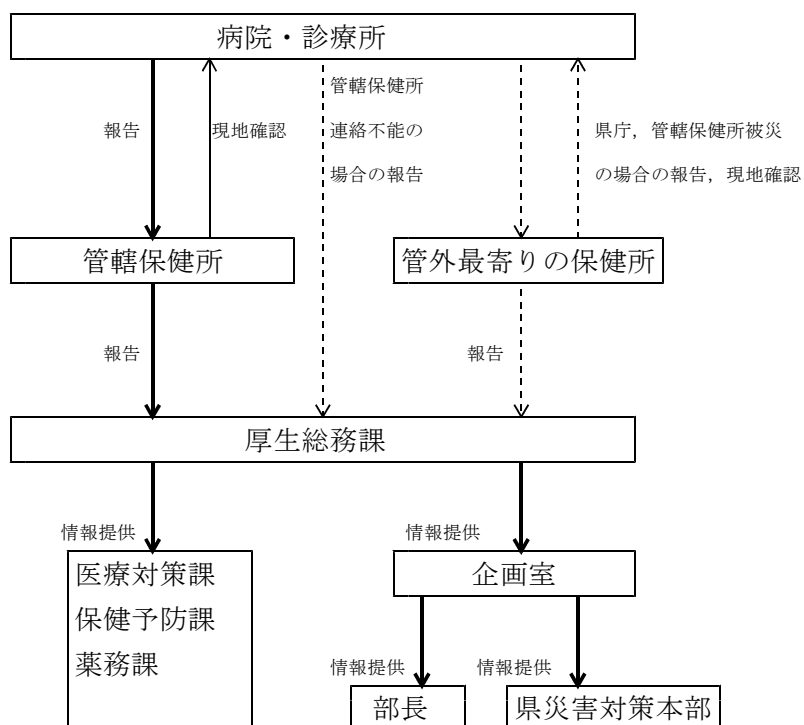 病院・診療所
管轄保健所
報告
現地確認
連絡不能の
県庁，管轄保健所被災
場合の報告
の場合の報告，現地確認
管轄保健所
管外最寄りの保健所
報告
報告
厚生総務課
情報提供
情報提供
医療対策課
企画室
保健予防課
薬務課
情報提供
情報提供
部長
県災害対策本部